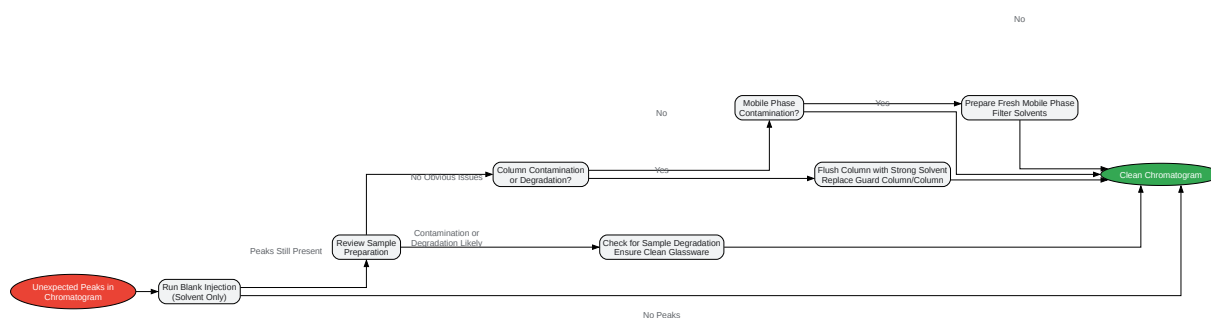 No
Mobile Phase
Contamination?
Yes
Prepare Fresh Mobile Phase
Filter Solvents
No
Column Contamination
or Degradation?
Yes
Flush Column with Strong Solvent
Replace Guard Column/Column
Clean Chromatogram
No Obvious Issues
Contamination or
Degradation Likely
Review Sample
Preparation
Check for Sample Degradation
Ensure Clean Glassware
Peaks Still Present
Unexpected Peaks in
Chromatogram
Run Blank Injection
(Solvent Only)
No Peaks